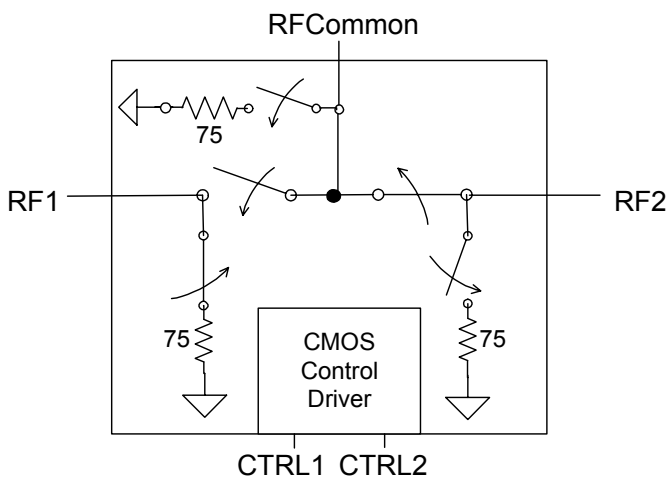 RFCommon
75
RF1
RF2
75
75
CMOS
Control
Driver
CTRL1 CTRL2